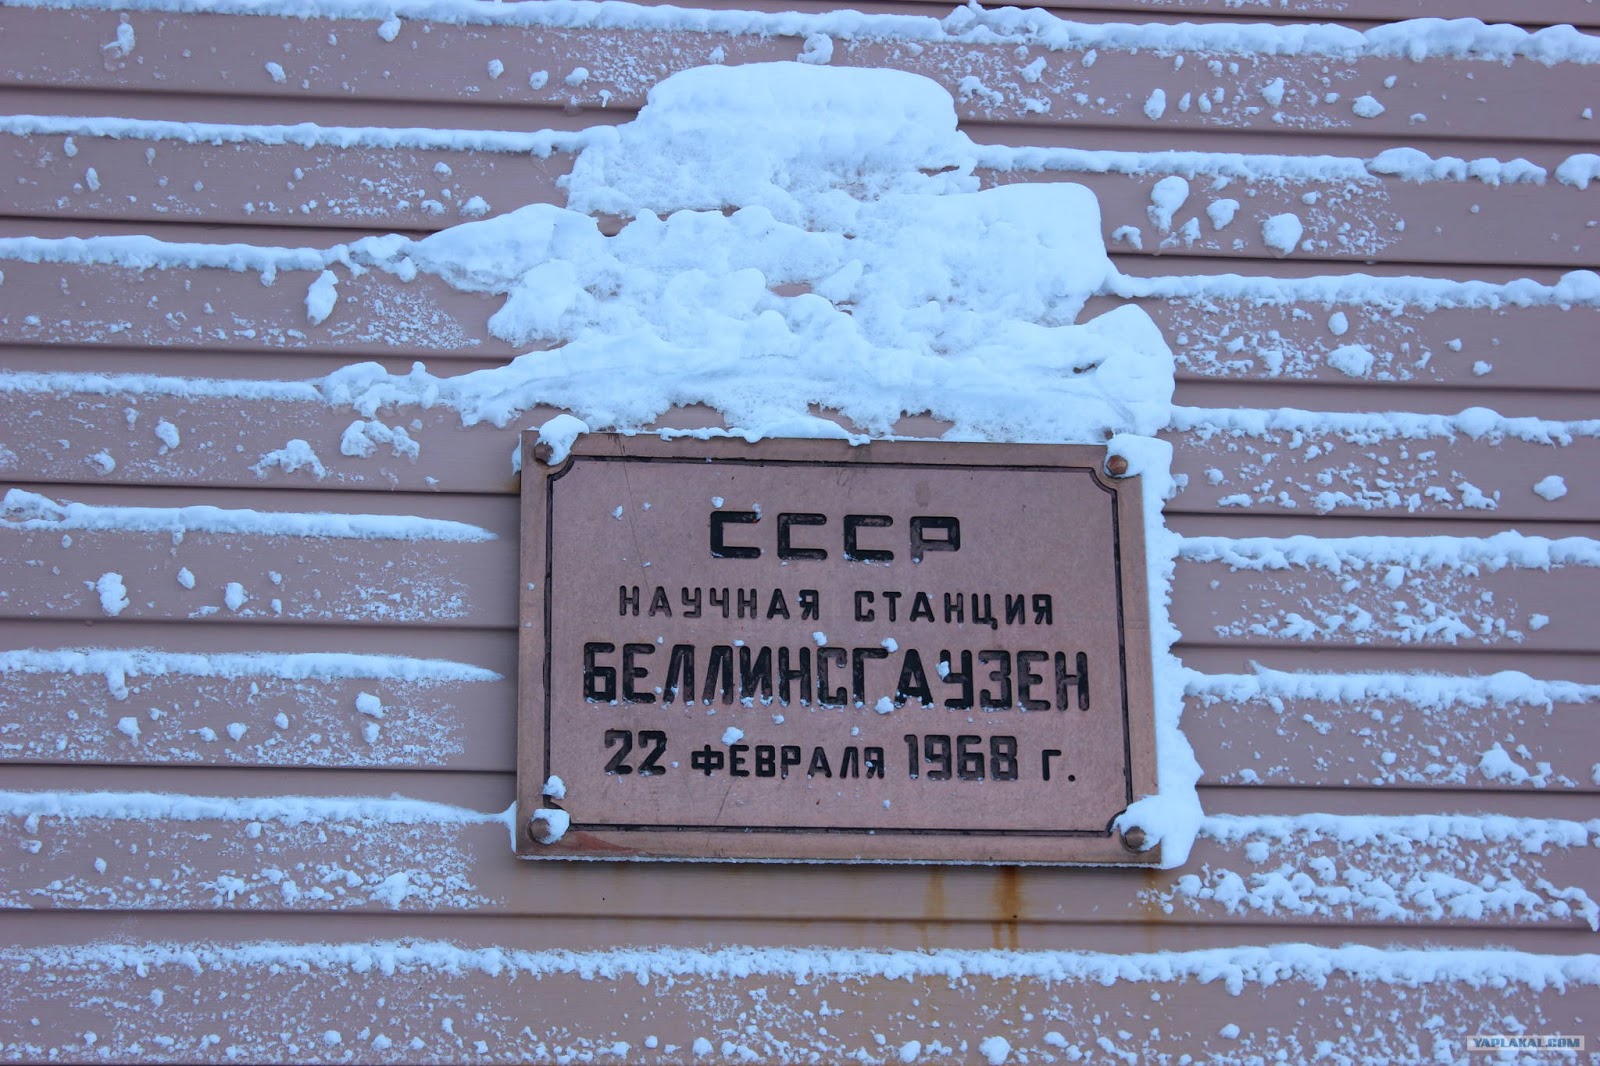 СССР
НАУЧНАЯ СТАНЦИЯ
БЕЛЛИНСГАУЗЕН
22 ФЕВРАЛЯ 1968 Г.
YAPLAKAL.COM